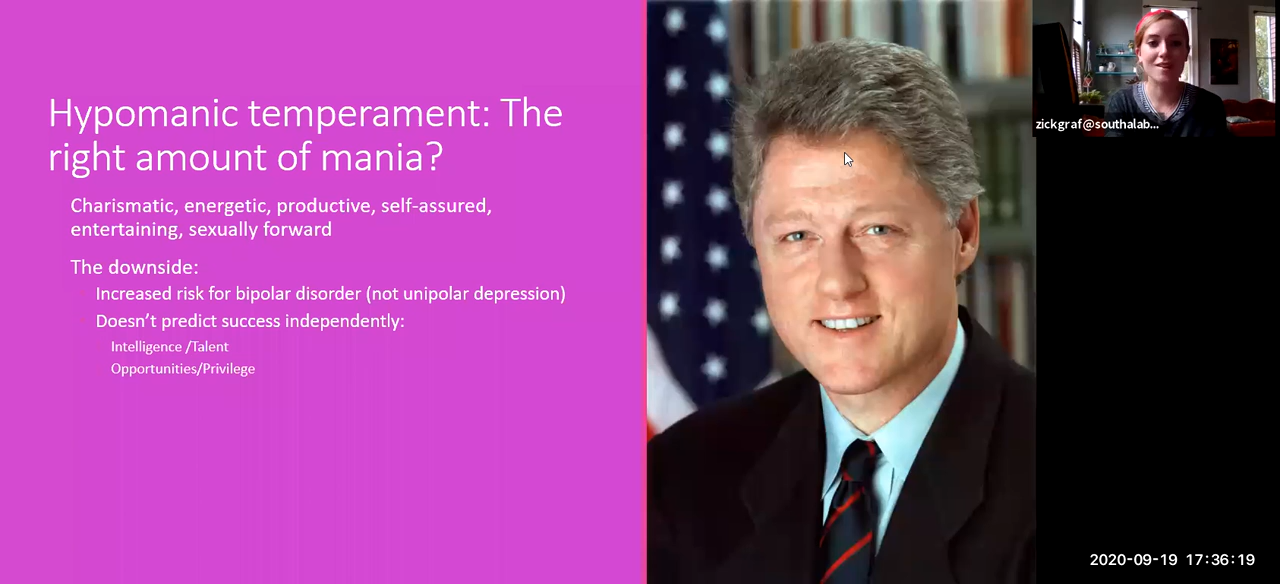 Hypomanic temperament: The
right amount of mania?
Charismatic, energetic, productive, self-assured,
entertaining, sexually forward
The downside:
Increased risk for bipolar disorder (not unipolar depression)
Doesn’t predict success independently:
Intelligence /Talent
Opportunities/Privilege
zickgraf@southalab...
2020-09-19 17:36:19